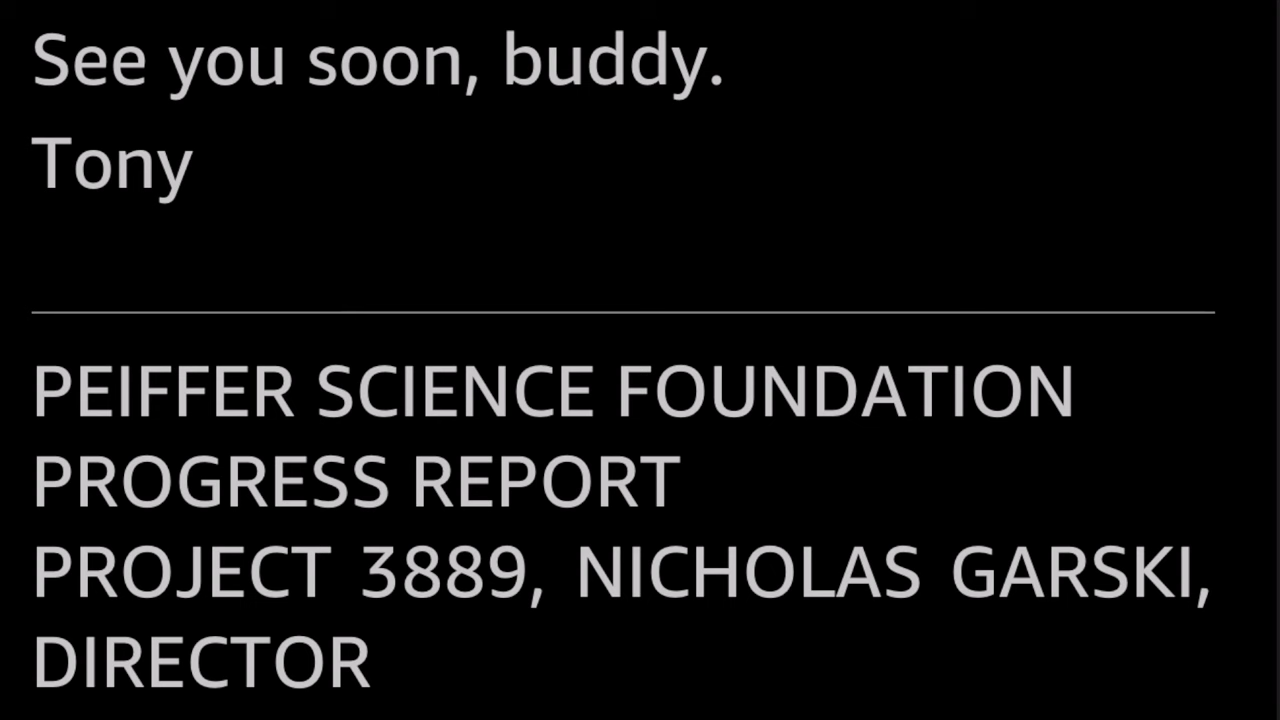 See you soon, buddy.
Tony
PEIFFER SCIENCE FOUNDATION
PROGRESS REPORT
PROJECT 3889, NICHOLAS GARSKI,
DIRECTOR